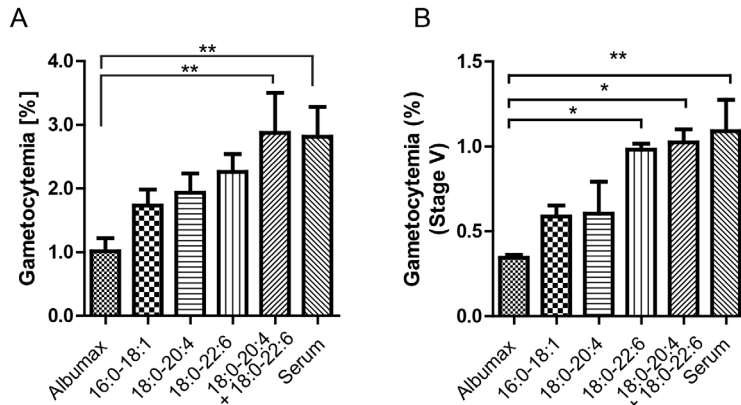 A
Gametocytemia [%]
4.0
3.0
2.0
1.0
0.0
**
**
Albumax
16:0-18:1
18:0-20:4
18:0-22:6
18:0-20:4
+ 18:0-22:6
Serum
B
Gametocytemia (%)
(Stage V)
1.5
1.0
0.5
0.0
**
*
*
Albumax
16:0-18:1
18:0-20:4
18:0-22:6
18:0-20:4
+ 18:0-22:6
Serum